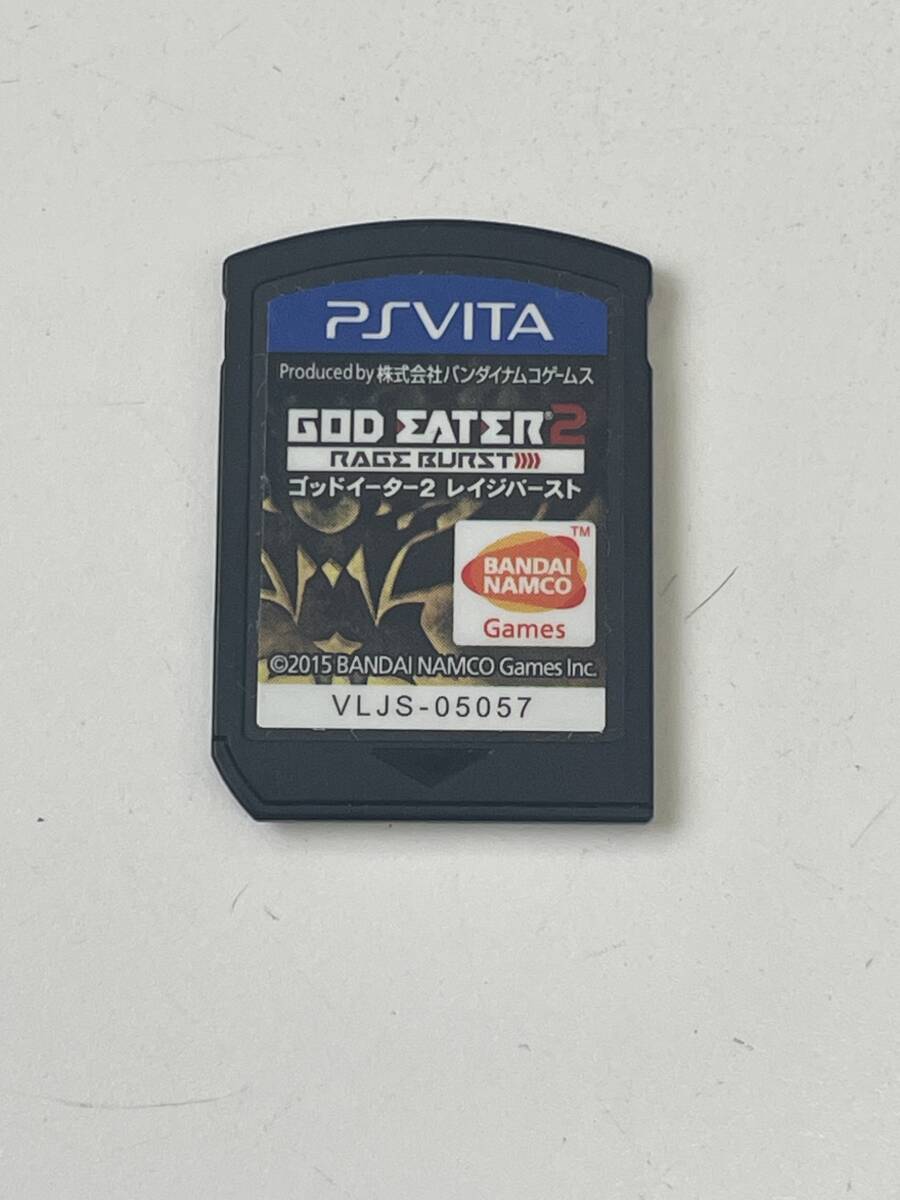 PSVITA
Produced by 株式会社バンダイナムコゲームス
GOD EATER®2
RAGE BURST
ゴッドイーター2 レイジバースト
TM
BANDAI
NAMCO
Games
©2015 BANDAI NAMCO Games Inc.
VLJS-05057